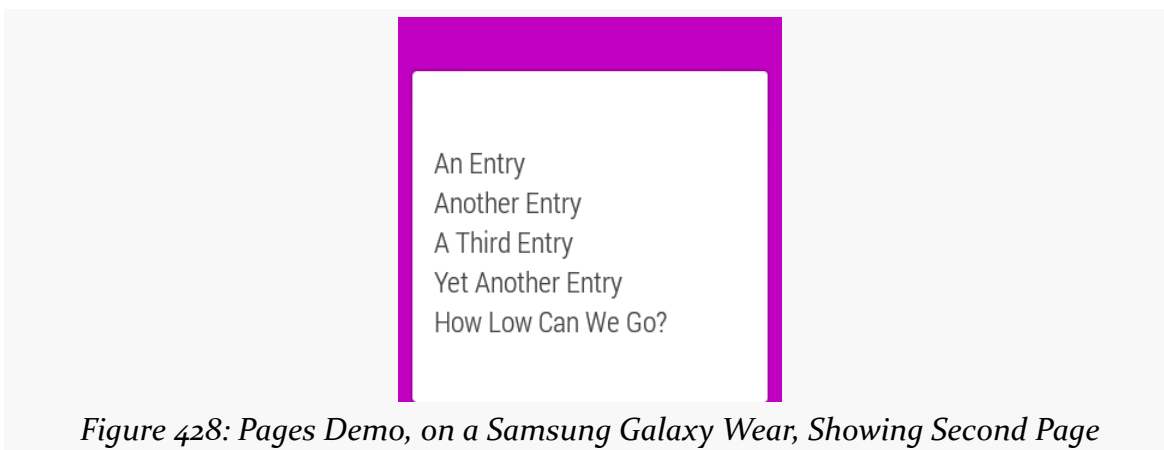 An Entry
Another Entry
A Third Entry
Yet Another Entry
How Low Can We Go?
Figure 428: Pages Demo, on a Samsung Galaxy Wear, Showing Second Page